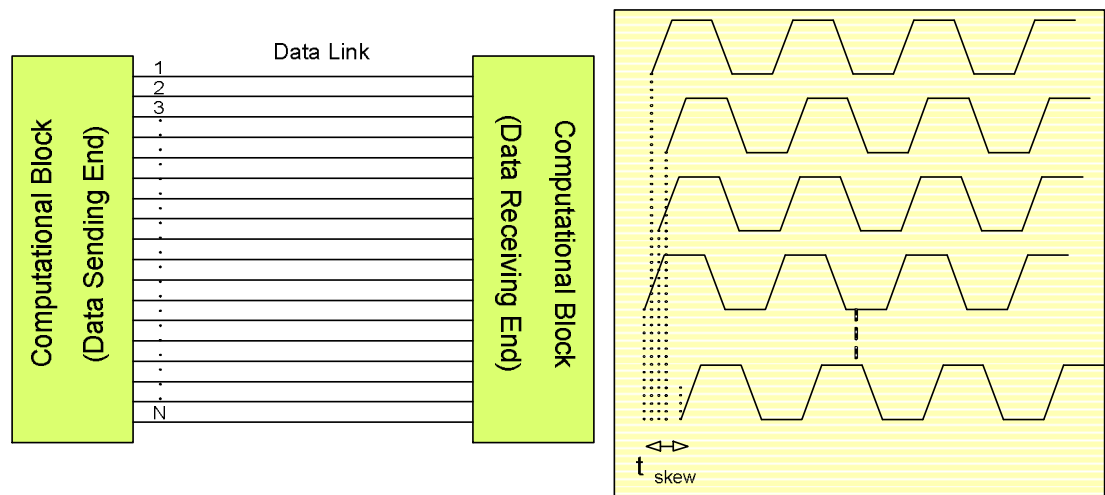 Data Link
1
2
3
N
Computational Block
(Data Sending End)
Computational Block
(Data Receiving End)
t skew